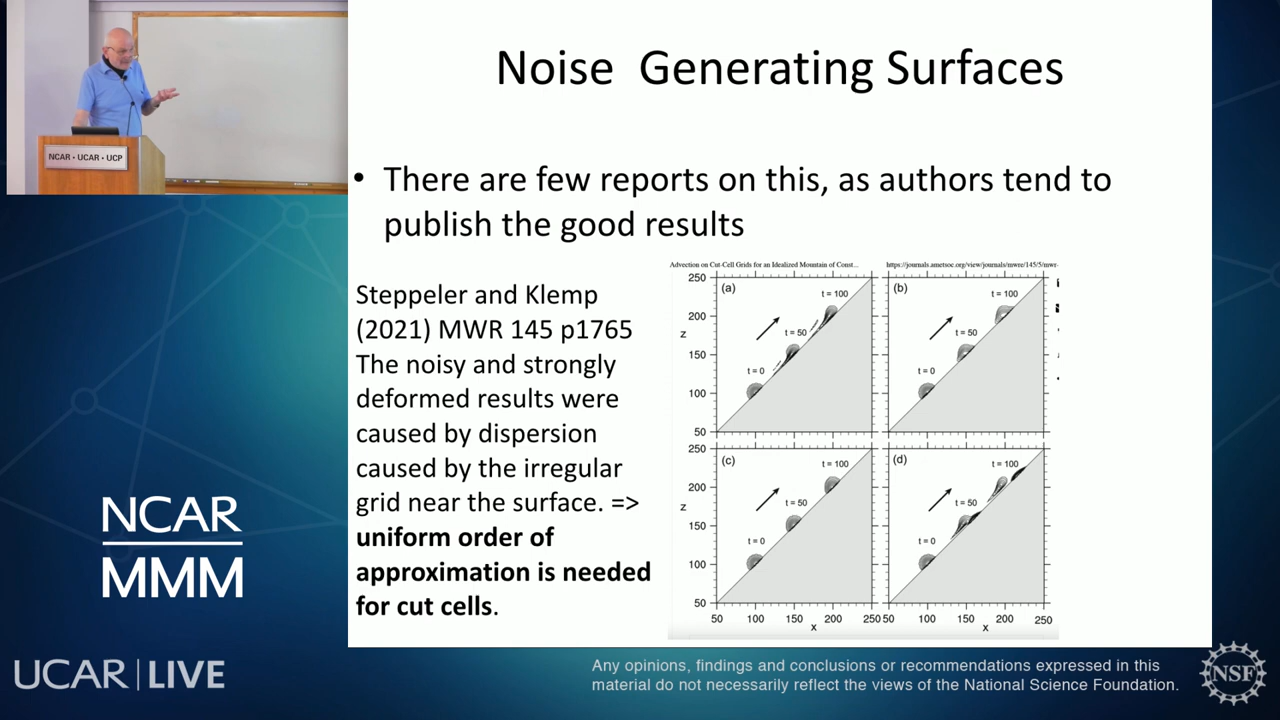 Noise Generating Surfaces
NCAR • UCAR • UCP
• There are few reports on this, as authors tend to
publish the good results
Steppeler and Klemp
(2021) MWR 145 p1765
The noisy and strongly
deformed results were
caused by dispersion
caused by the irregular
grid near the surface. =>
uniform order of
approximation is needed
for cut cells.
Advection on Cut-Cell Grids for an Idealized Mountain of Const...
https://journals.ametsoc.org/view/journals/mwre/145/5/mwr-
250
200
z
150
100
50
(a)
t = 100
t = 50
t = 0
(b)
t = 100
t = 50
t = 0
250
200
z
150
100
50
(c)
t = 100
t = 50
t = 0
(d)
t = 100
t = 50
t = 0
50 100 150 200 250
x
50 100 150 200 250
x
NCAR
MMM
UCAR | LIVE
Any opinions, findings and conclusions or recommendations expressed in this
material do not necessarily reflect the views of the National Science Foundation.
NSF